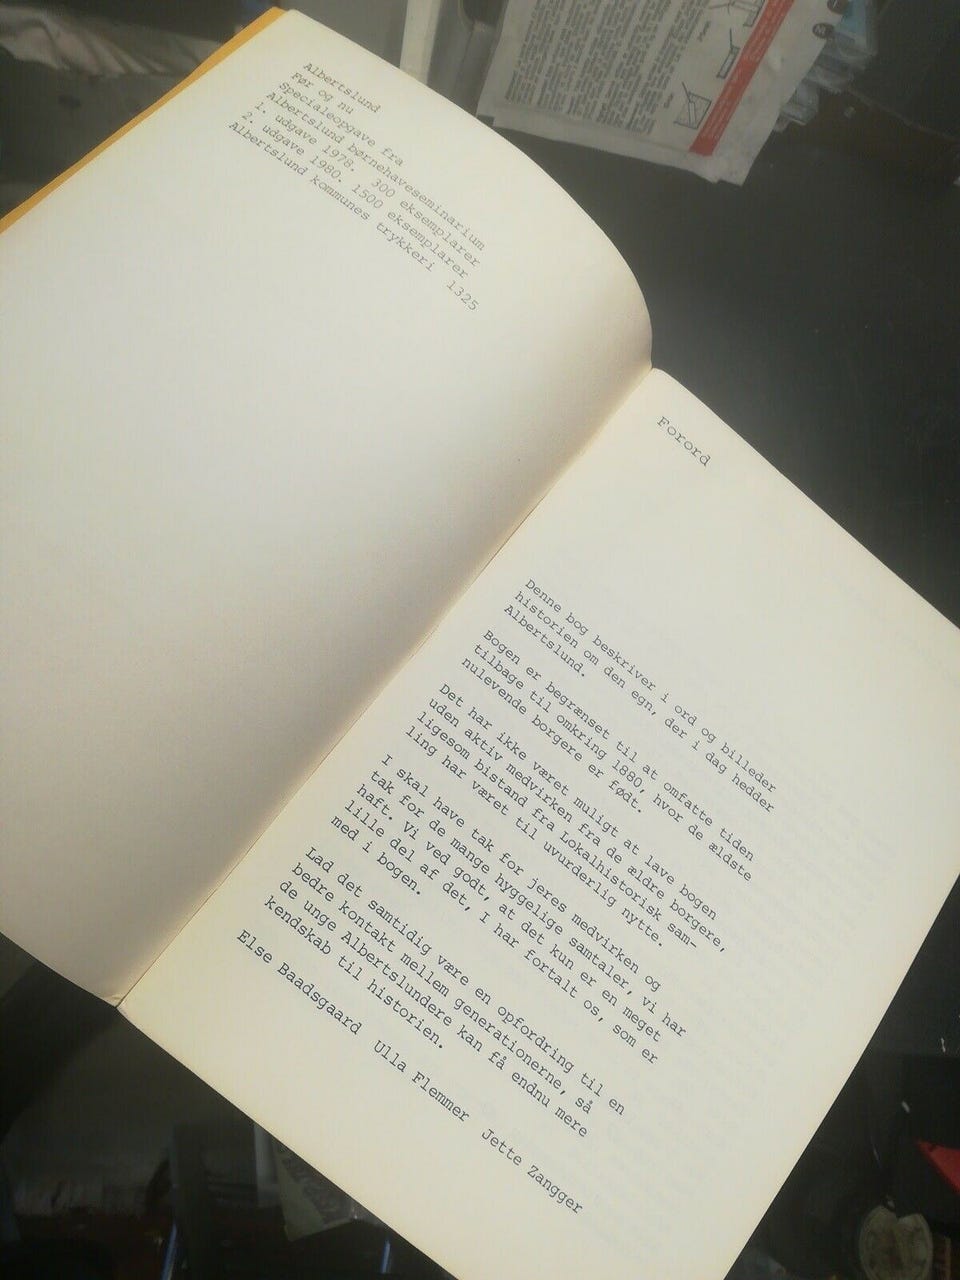 Albertslund
Før og nu
Specialeopgave fra
Albertslund børnehaveseminarium
1. udgave 1978. 300 eksemplarer
2. udgave 1980. 1500 eksemplarer
Albertslund kommunes trykkeri 1325
Forord
Denne bog beskriver i ord og billeder
historien om den egn, der i dag hedder
Albertslund.
Bogen er begrænset til at omfatte tiden
tilbage til omkring 1880, hvor de ældste
nulevende borgere er født.
Det har ikke været muligt at lave bogen
uden aktiv medvirken fra de ældre borgere,
ligesom bistand fra Lokalhistorisk sam-
ling har været til uvurderlig nytte.
I skal have tak for jeres medvirken og
tak for de mange hyggelige samtaler, vi har
haft. Vi ved godt, at det kun er en meget
lille del af det, I har fortalt os, som er
med i bogen.
Lad det samtidig være en opfordring til en
bedre kontakt mellem generationerne, så
de unge Albertslundere kan få endnu mere
kendskab til historien.
Else Baadsgaard Ulla Flemmer Jette Zangger